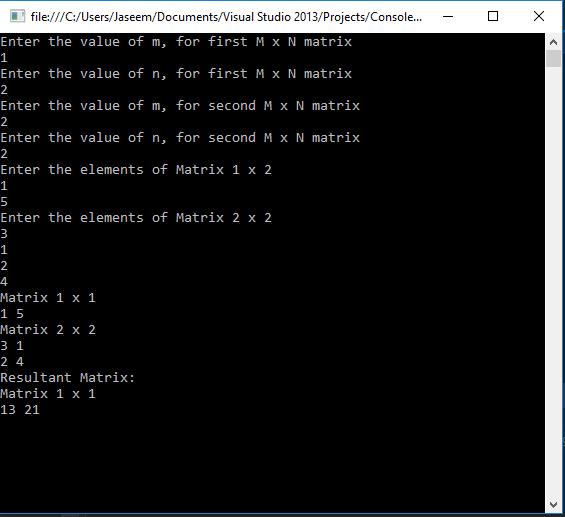 file:///C:/Users/Jaseem/Documents/Visual Studio 2013/Projects/Console...
Enter the value of m, for first M x N matrix
1
Enter the value of n, for first M x N matrix
2
Enter the value of m, for second M x N matrix
2
Enter the value of n, for second M x N matrix
2
Enter the elements of Matrix 1 x 2
1
5
Enter the elements of Matrix 2 x 2
3
1
2
4
Matrix 1 x 1
1 5
Matrix 2 x 2
3 1
2 4
Resultant Matrix:
Matrix 1 x 1
13 21